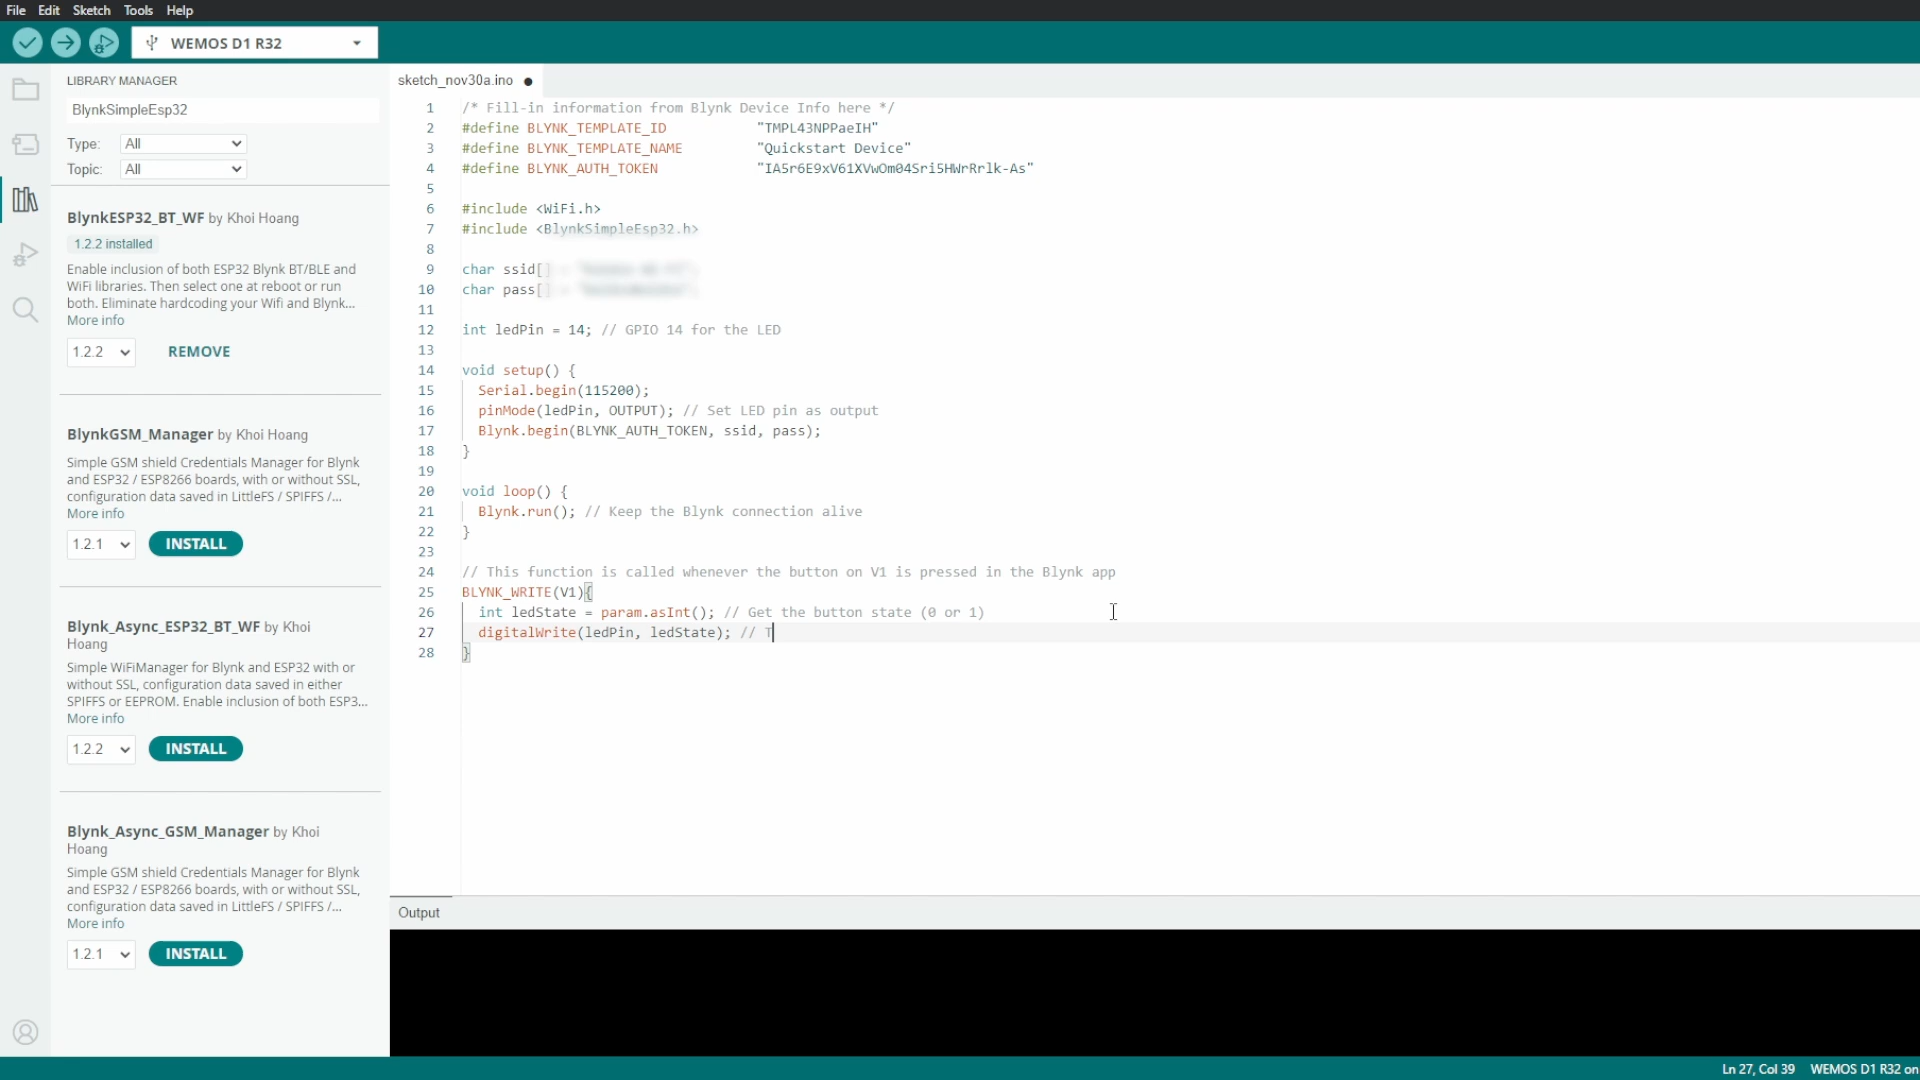 File Edit Sketch Tools Help
WEMOS D1 R32
LIBRARY MANAGER
BlynkSimpleEsp32
Type: All
Topic: All
BlynkESP32_BT_WF by Khoi Hoang
1.2.2 installed
Enable inclusion of both ESP32 Blynk BT/BLE and
WiFi libraries. Then select one at reboot or run
both. Eliminate hardcoding your Wifi and Blynk...
More info
1.2.2 REMOVE
BlynkGSM_Manager by Khoi Hoang
Simple GSM shield Credentials Manager for Blynk
and ESP32 / ESP8266 boards, with or without SSL,
configuration data saved in LittleFS / SPIFFS /...
More info
1.2.1 INSTALL
Blynk_Async_ESP32_BT_WF by Khoi
Hoang
Simple WiFiManager for Blynk and ESP32 with or
without SSL, configuration data saved in either
SPIFFS or EEPROM. Enable inclusion of both ESP3...
More info
1.2.2 INSTALL
Blynk_Async_GSM_Manager by Khoi
Hoang
Simple GSM shield Credentials Manager for Blynk
and ESP32 / ESP8266 boards, with or without SSL,
configuration data saved in LittleFS / SPIFFS /...
More info
1.2.1 INSTALL
sketch_nov30a.ino
1 /* Fill-in information from Blynk Device Info here */
2 #define BLYNK_TEMPLATE_ID "TMPL43NPPaeIH"
3 #define BLYNK_TEMPLATE_NAME "Quickstart Device"
4 #define BLYNK_AUTH_TOKEN "IA5r6E9xV61XVwOm04Sri5HWrRrlk-As"
5
6 #include <WiFi.h>
7 #include <BlynkSimpleEsp32.h>
8
9 char ssid[]
10 char pass[]
11
12 int ledPin = 14; // GPIO 14 for the LED
13
14 void setup() {
15 Serial.begin(115200);
16 pinMode(ledPin, OUTPUT); // Set LED pin as output
17 Blynk.begin(BLYNK_AUTH_TOKEN, ssid, pass);
18 }
19
20 void loop() {
21 Blynk.run(); // Keep the Blynk connection alive
22 }
23
24 // This function is called whenever the button on V1 is pressed in the Blynk app
25 BLYNK_WRITE(V1){
26 int ledState = param.asInt(); // Get the button state (0 or 1)
27 digitalWrite(ledPin, ledState); // T
28 }
Output
Ln 27, Col 39 WEMOS D1 R32 on